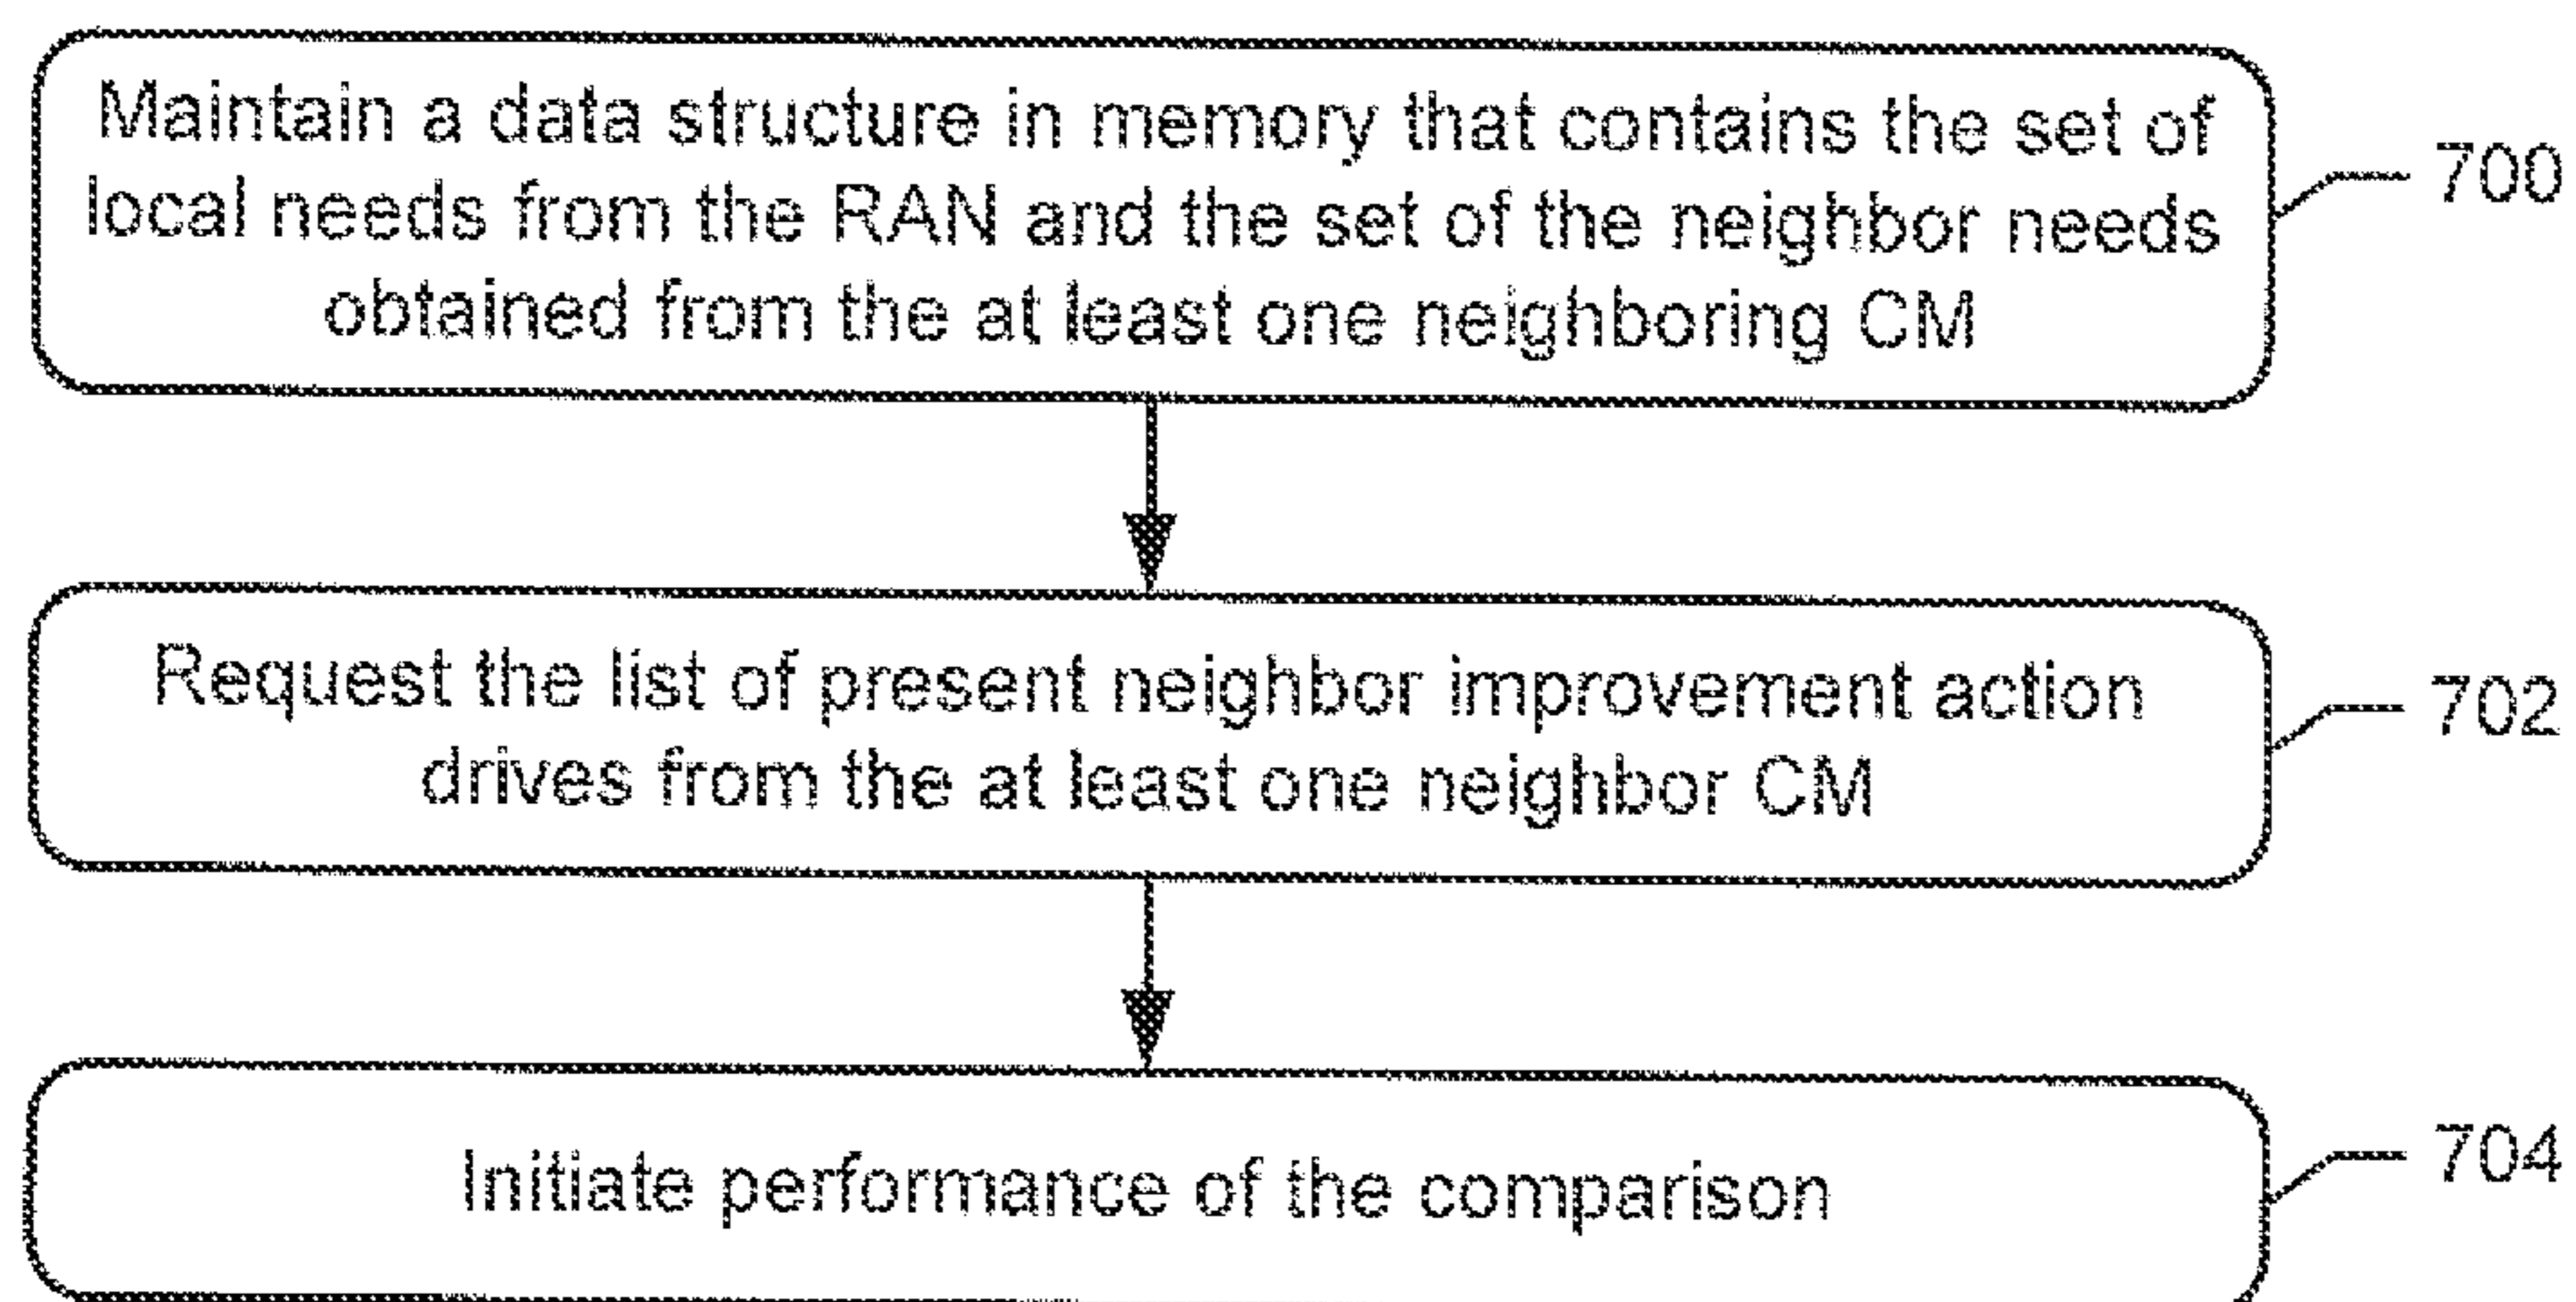 Maintain a data structure in memory that contains the set of
local needs from the RAN and the set of the neighbor needs
obtained from the at least one neighboring CM
700
Request the list of present neighbor improvement action
drives from the at least one neighbor CM
702
Initiate performance of the comparison
704